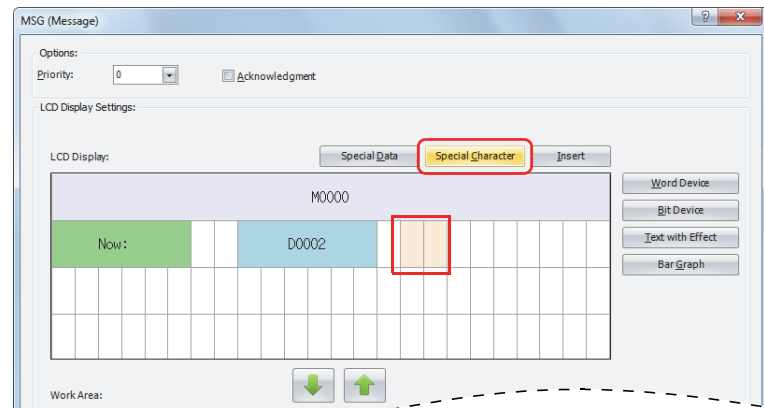 MSG (Message)
Options:
Priority: 0 Acknowledgment
LCD Display Settings:
LCD Display: Special Data Special Character Insert
M0000 Word Device
Bit Device
Now: D0002 Text with Effect
Bar Graph
Work Area: